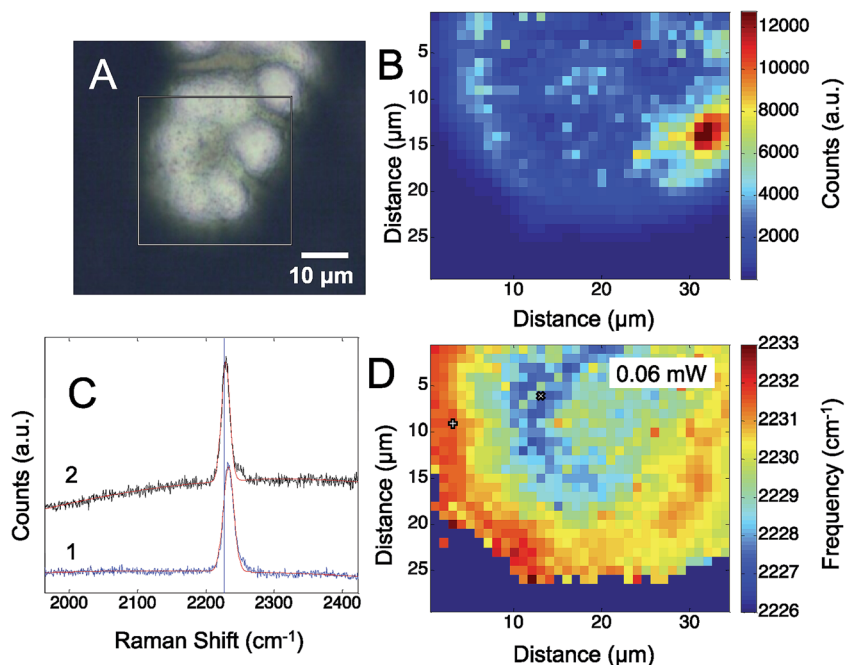 A
10 µm
B
5
10
15
20
25
Distance (µm)
10
20
30
Distance (µm)
12000
10000
8000
6000
4000
2000
Counts (a.u.)
C
2
1
Counts (a.u.)
2000
2100
2200
2300
2400
Raman Shift (cm-1)
D
0.06 mW
5
10
15
20
25
Distance (µm)
10
20
30
Distance (µm)
2233
2232
2231
2230
2229
2228
2227
2226
Frequency (cm-1)